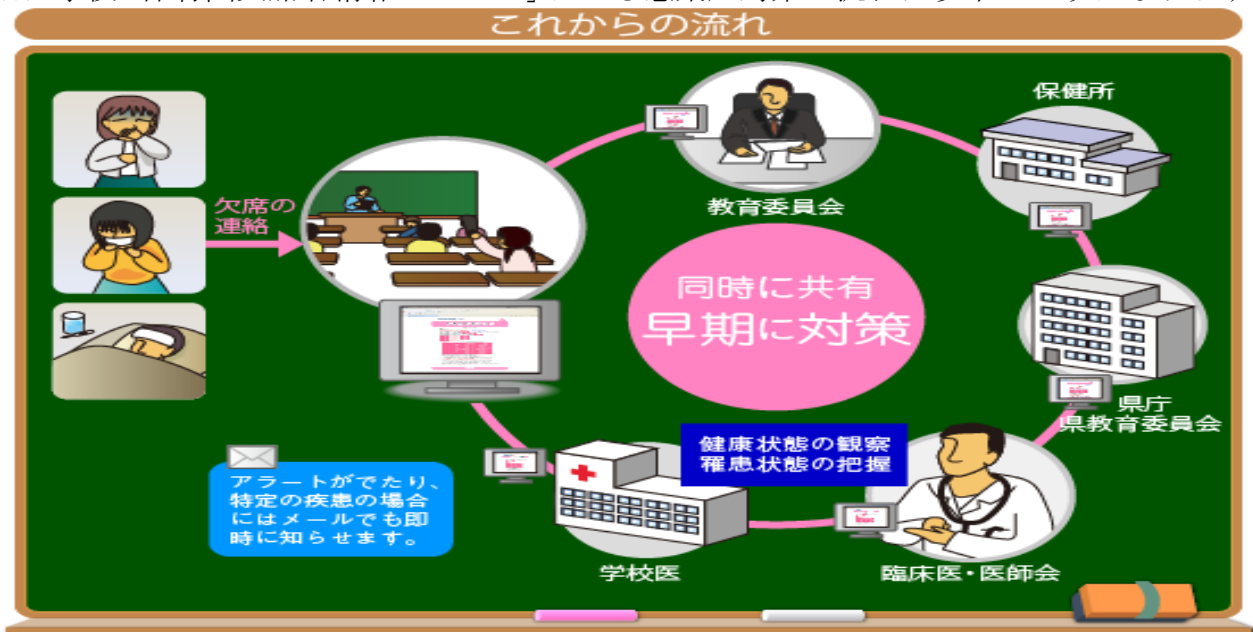 これからの流れ
欠席の
連絡
教育委員会
保健所
同時に共有
早期に対策
県庁
県教育委員会
健康状態の観察
罹患状態の把握
アラートがでたり、
特定の疾患の場合
にはメールでも即
時に知らせます。
学校医
臨床医・医師会